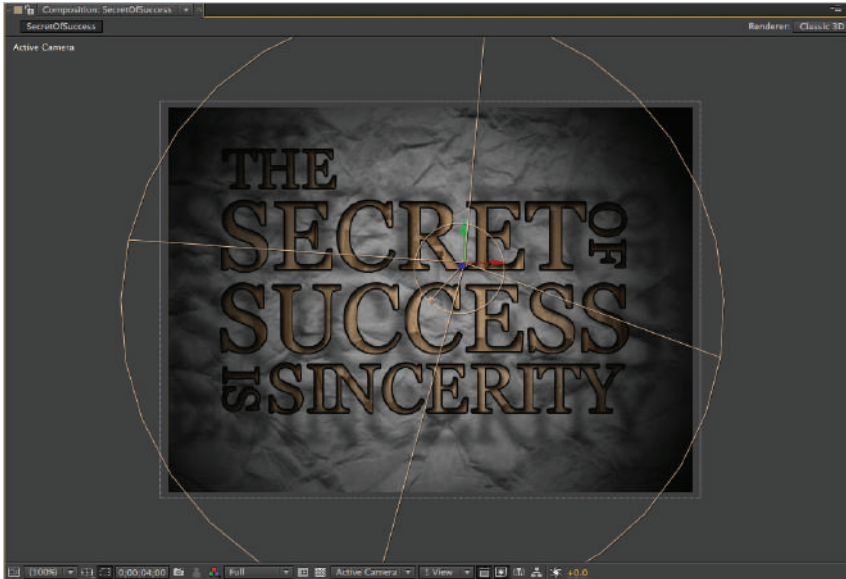 Composition: SecretOfSuccess
SecretOfSuccess
Renderer: Classic 3D
Active Camera
THE
SECRET OF
SUCCESS
IS SINCERITY
(100%) 0;00;04;00 Full Active Camera 1 View +0.0